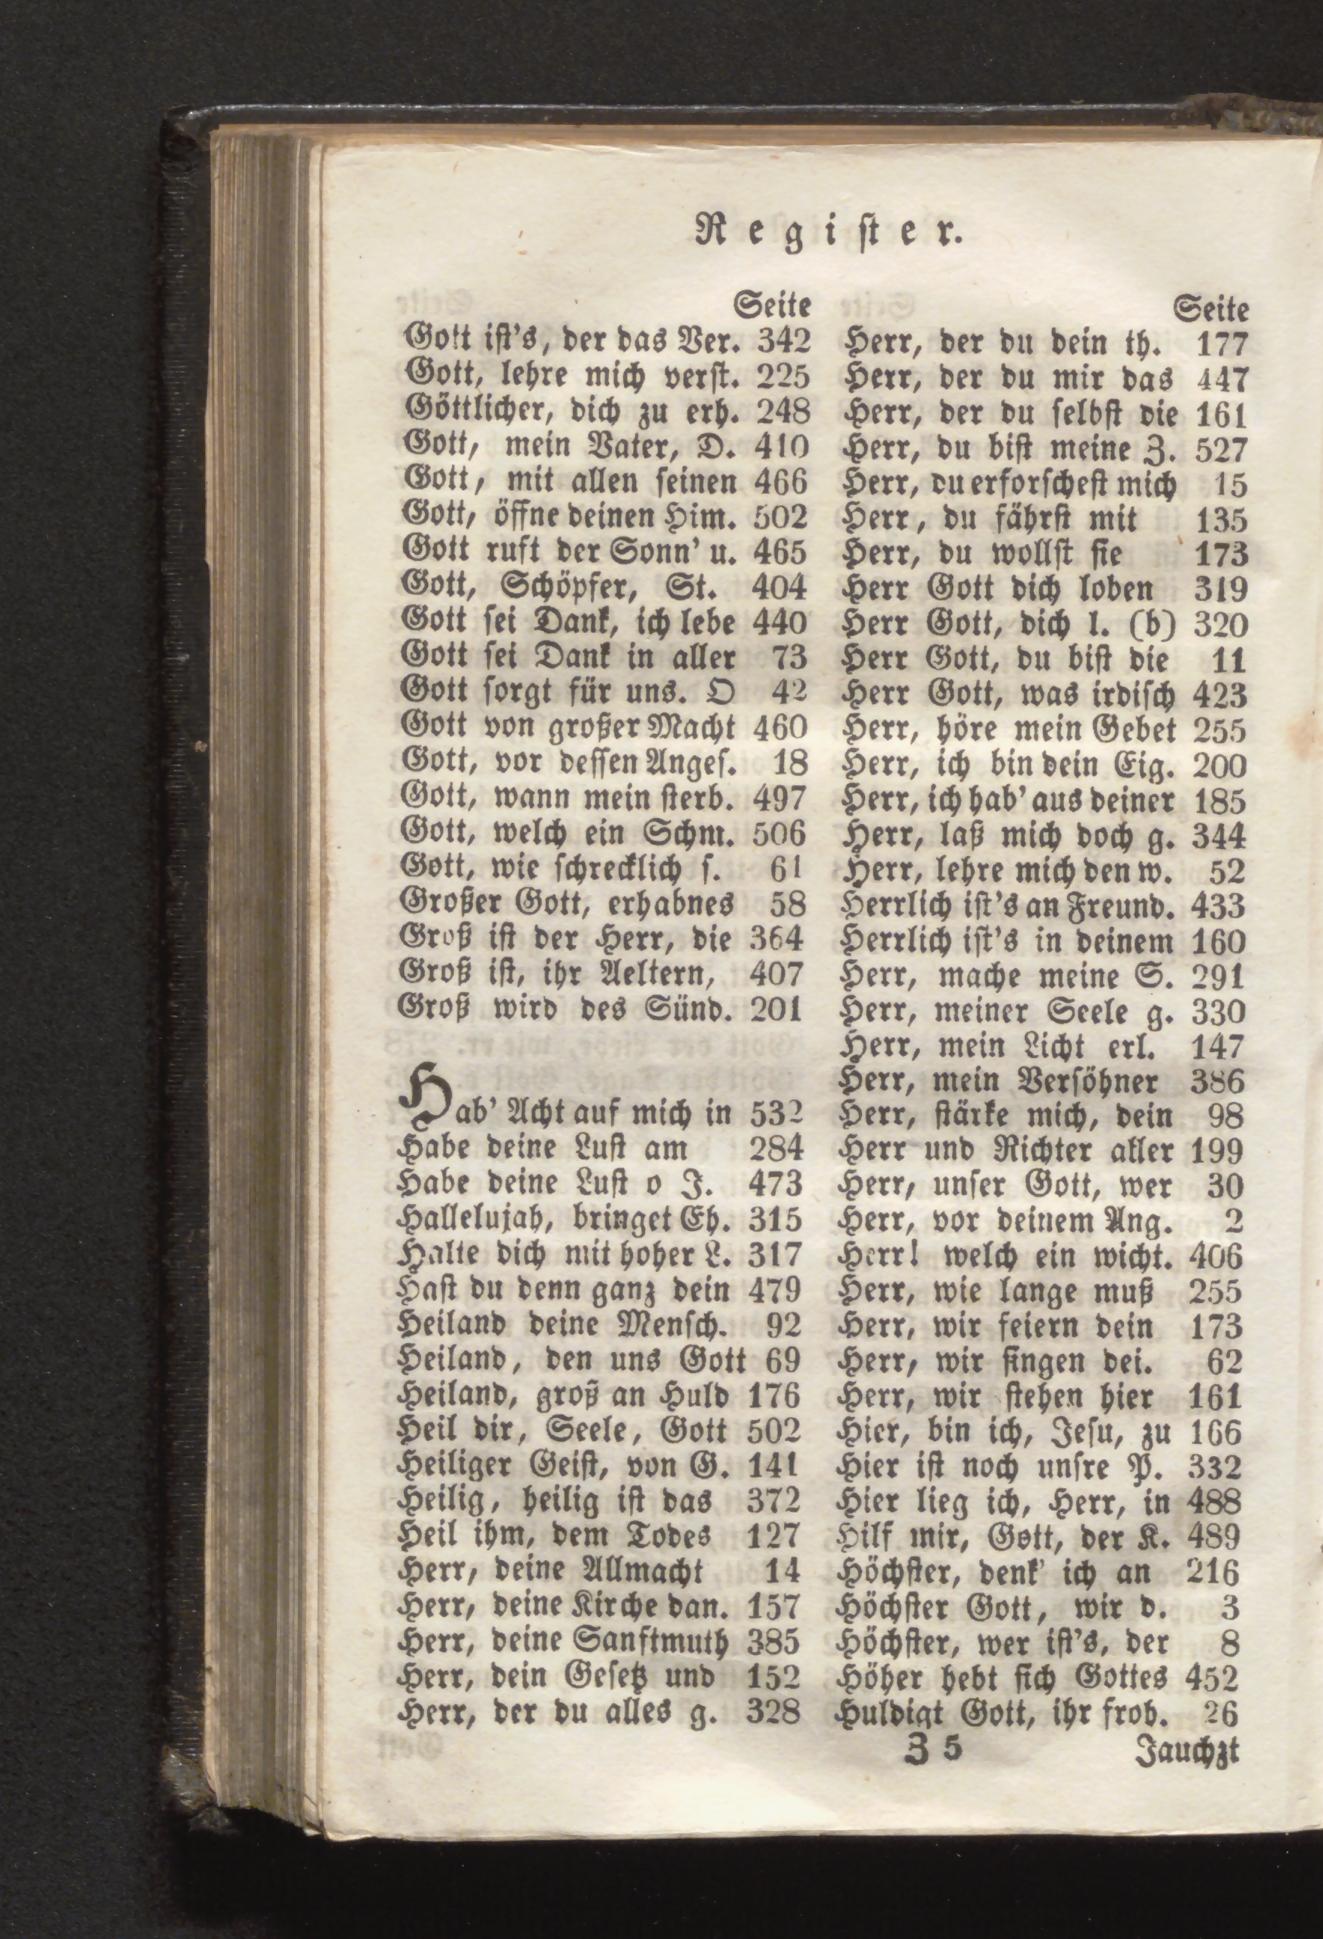 Register.
Seite
Gott ist's, der das Ver. 342
Gott, lehre mich verst. 225
Göttlicher, dich zu erh. 248
Gott, mein Vater, D. 410
Gott, mit allen seinen 466
Gott, öffne deinen Him. 502
Gott ruft der Sonn' u. 465
Gott, Schöpfer, St. 404
Gott sei Dank, ich lebe 440
Gott sei Dank in aller 73
Gott sorgt für uns. O 42
Gott von großer Macht 460
Gott, vor dessen Anges. 18
Gott, wann mein sterb. 497
Gott, welch ein Schm. 506
Gott, wie schrecklich s. 61
Großer Gott, erhabnes 58
Groß ist der Herr, die 364
Groß ist, ihr Aeltern, 407
Groß wird des Sünd. 201
Hab' Acht auf mich in 532
Habe deine Lust am 284
Habe deine Lust o J. 473
Hallelujah, bringet Eh. 315
Halte dich mit hoher L. 317
Hast du denn ganz dein 479
Heiland deine Mensch. 92
Heiland, den uns Gott 69
Heiland, groß an Huld 176
Heil dir, Seele, Gott 502
Heiliger Geist, von G. 141
Heilig, heilig ist das 372
Heil ihm, dem Todes 127
Herr, deine Allmacht 14
Herr, deine Kirche dan. 157
Herr, deine Sanftmuth 385
Herr, dein Gesetz und 152
Herr, der du alles g. 328
Seite
Herr, der du dein th. 177
Herr, der du mir das 447
Herr, der du selbst die 161
Herr, du bist meine Z. 527
Herr, du erforschest mich 15
Herr, du fährst mit 135
Herr, du wollst sie 173
Herr Gott dich loben 319
Herr Gott, dich l. (b) 320
Herr Gott, du bist die 11
Herr Gott, was irdisch 423
Herr, höre mein Gebet 255
Herr, ich bin dein Eig. 200
Herr, ich hab' aus deiner 185
Herr, laß mich doch g. 344
Herr, lehre mich den w. 52
Herrlich ist's an Freund. 433
Herrlich ist's in deinem 160
Herr, mache meine S. 291
Herr, meiner Seele g. 330
Herr, mein Licht erl. 147
Herr, mein Versöhner 386
Herr, stärke mich, dein 98
Herr und Richter aller 199
Herr, unser Gott, wer 30
Herr, vor deinem Ang. 2
Herr! welch ein wicht. 406
Herr, wie lange muß 255
Herr, wir feiern dein 173
Herr, wir singen dei. 62
Herr, wir stehen hier 161
Hier, bin ich, Jesu, zu 166
Hier ist noch unsre P. 332
Hier lieg ich, Herr, in 488
Hilf mir, Gott, der K. 489
Höchster, denk' ich an 216
Höchster Gott, wir d. 3
Höchster, wer ist's, der 8
Höher hebt sich Gottes 452
Huldigt Gott, ihr froh. 26
Z 5
Jauchzt